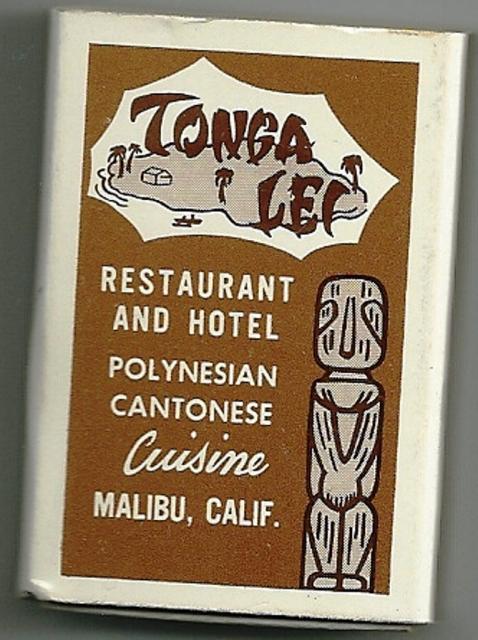 TONGA
LEI
RESTAURANT
AND HOTEL
POLYNESIAN
CANTONESE
Cuisine
MALIBU, CALIF.